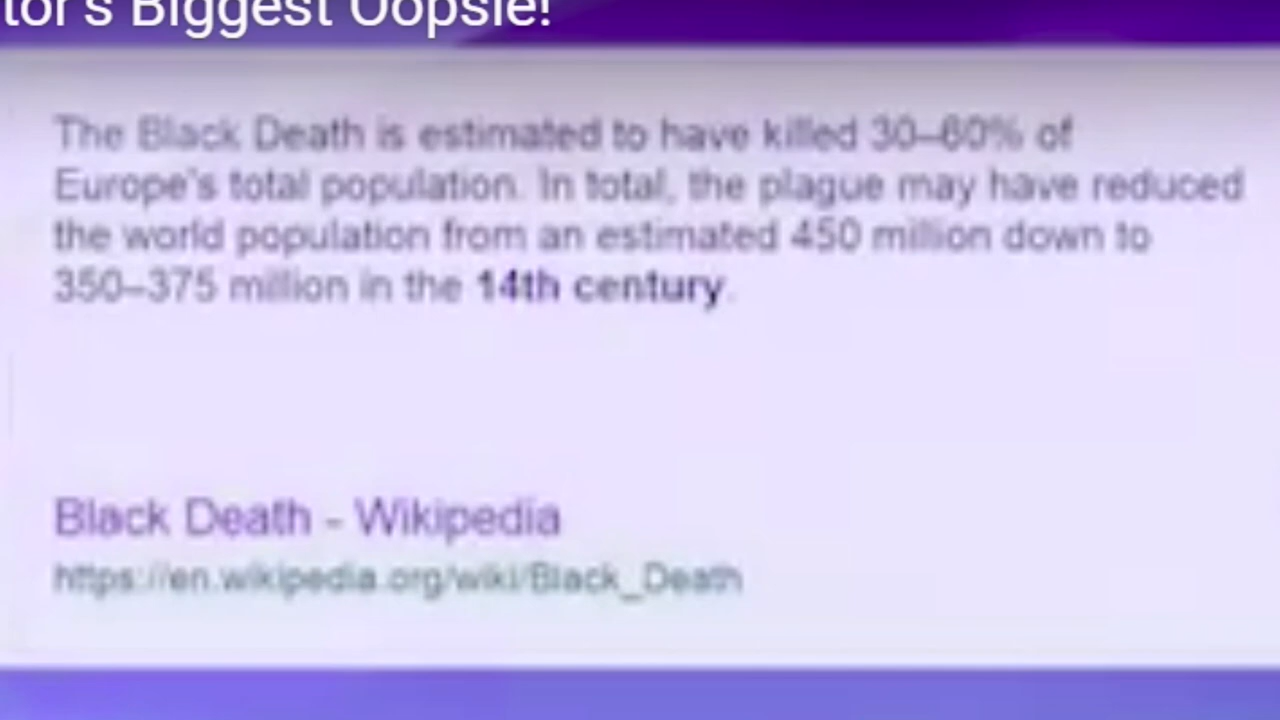 tor's Biggest Oopsie!
The Black Death is estimated to have killed 30–60% of
Europe's total population. In total, the plague may have reduced
the world population from an estimated 450 million down to
350–375 million in the 14th century.
Black Death - Wikipedia
https://en.wikipedia.org/wiki/Black_Death